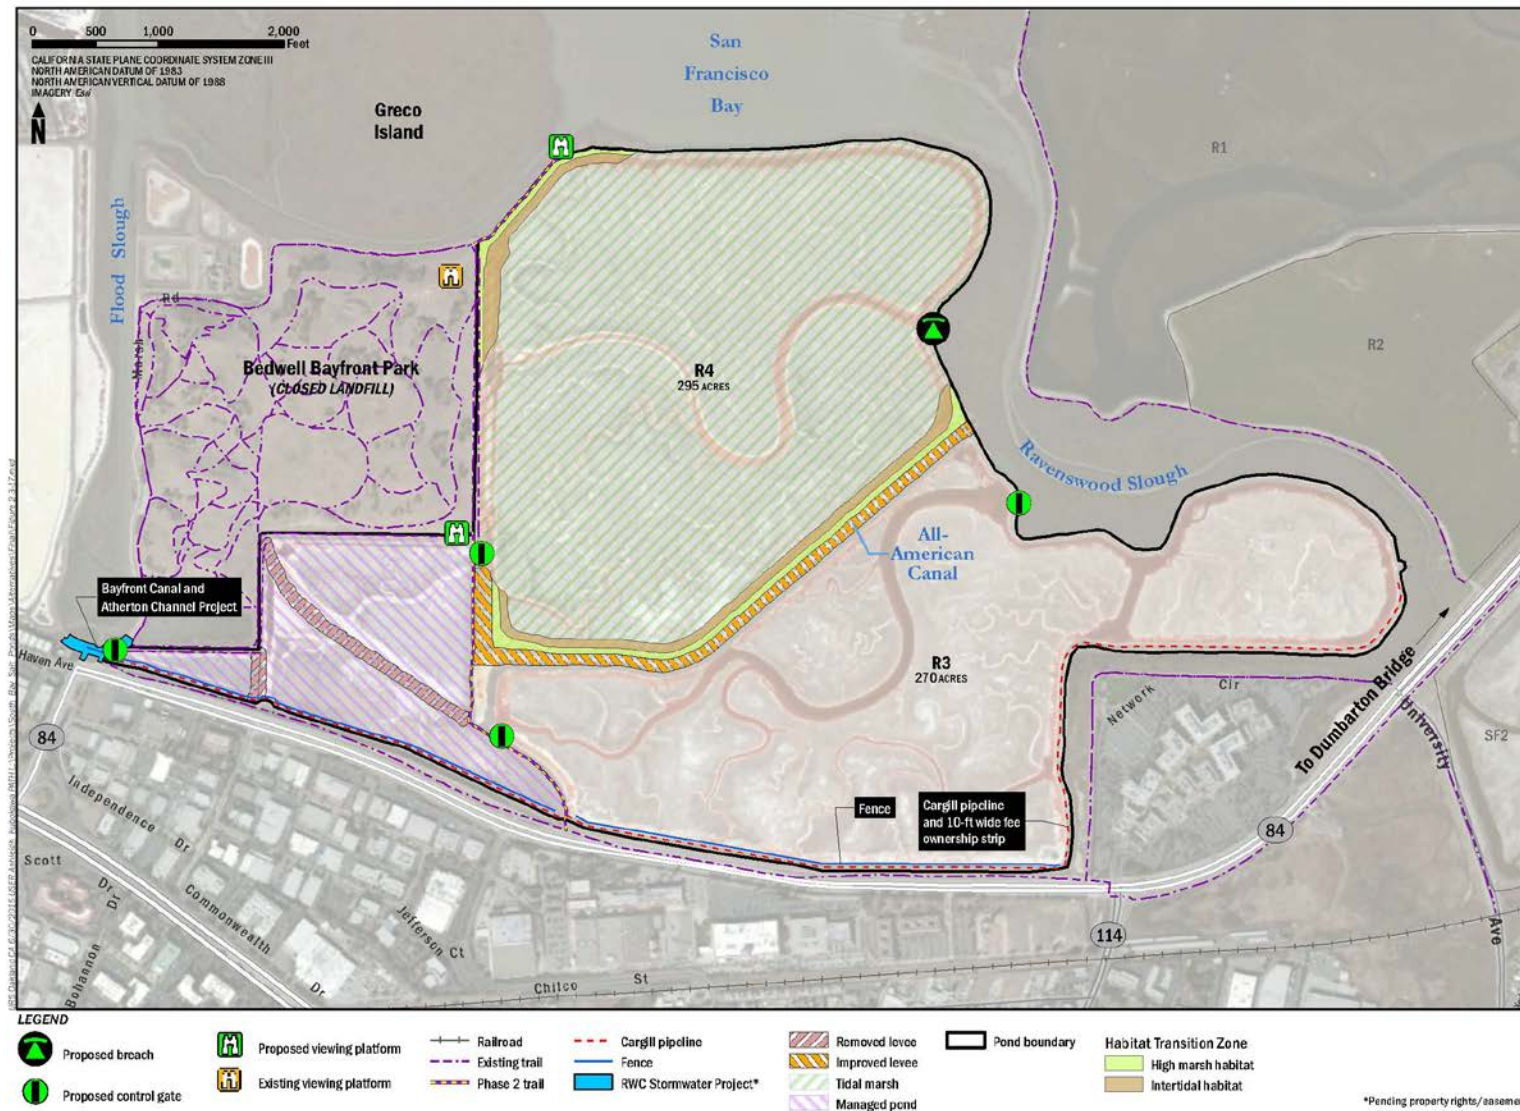 0 500 1,000 2,000
Feet
CALIFORNIA STATE PLANE COORDINATE SYSTEM ZONE III
NORTH AMERICAN DATUM OF 1983
NORTH AMERICAN VERTICAL DATUM OF 1988
IMAGERY Esri
N
San
Francisco
Bay
Greco
Island
R1
Flood Slough
Marsh Rd
Bedwell Bayfront Park
(CLOSED LANDFILL)
R4
295 ACRES
R2
Ravenswood Slough
All-
American
Canal
Bayfront Canal and
Atherton Channel Project
Haven Ave
R3
270 ACRES
Network Cir
To Dumbarton Bridge
University
Ave
SF2
84
Independence Dr
Fence
Cargill pipeline
and 10-ft wide fee
ownership strip
84
Scott
Dr
Commonwealth
Dr
Jefferson Ct
Bohannon
Dr
Chilco St
114
LEGEND
Proposed breach
Proposed control gate
Proposed viewing platform
Existing viewing platform
Railroad
Existing trail
Phase 2 trail
Cargill pipeline
Fence
RWC Stormwater Project*
Removed levee
Improved levee
Tidal marsh
Managed pond
Pond boundary
Habitat Transition Zone
High marsh habitat
Intertidal habitat
*Pending property rights/easeme